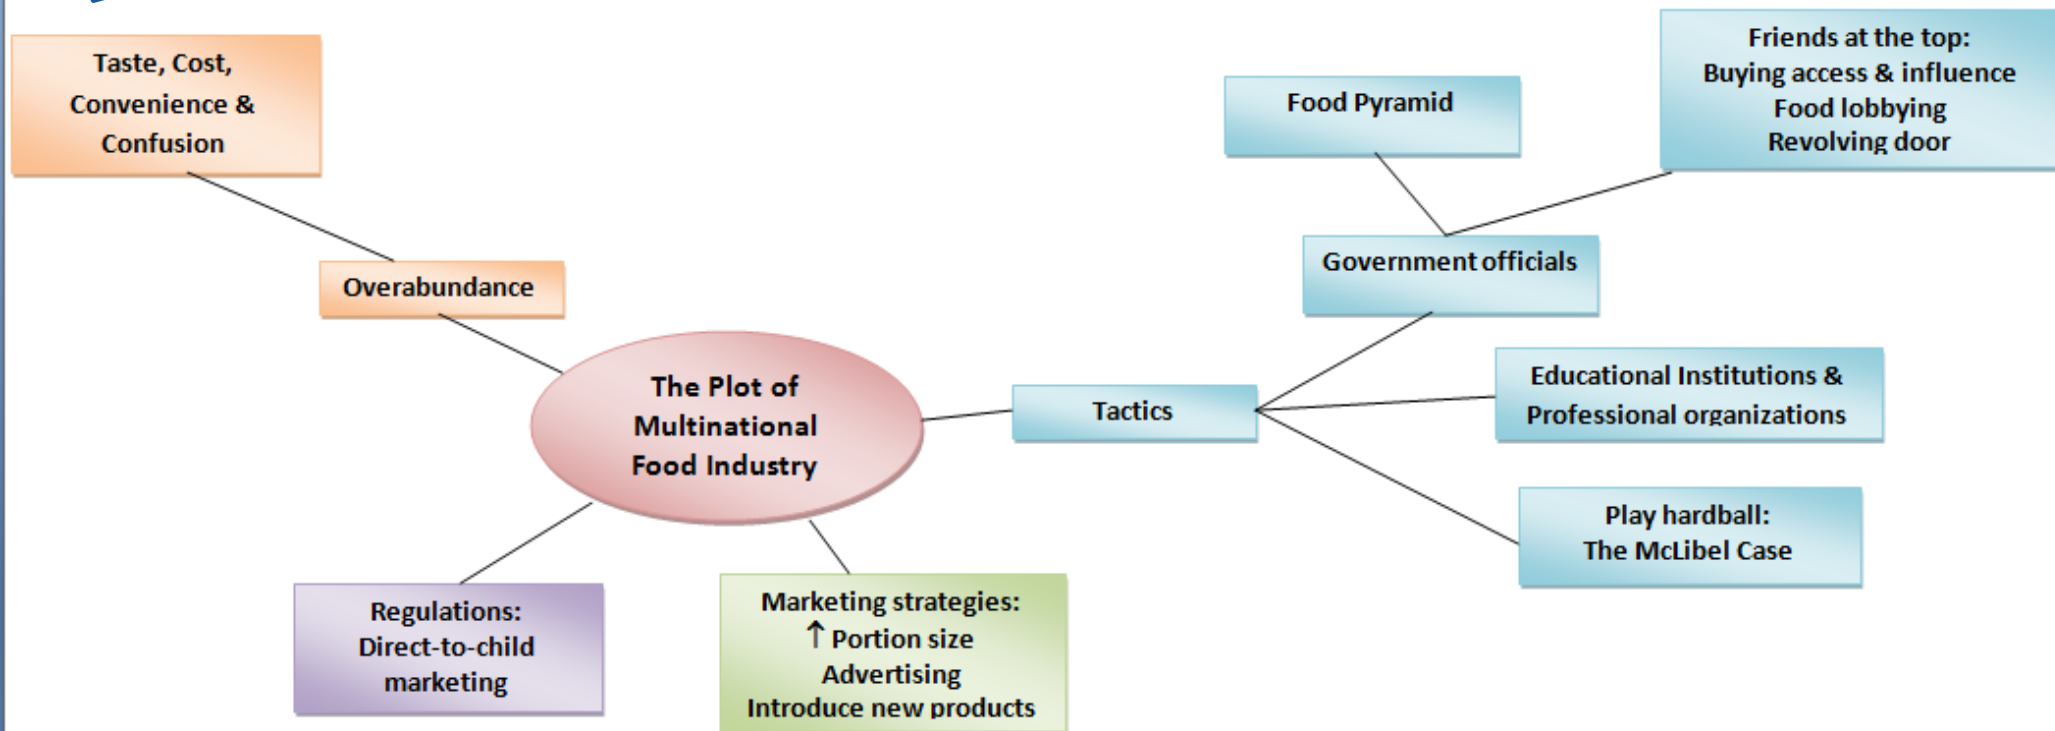 Taste, Cost,
Convenience &
Confusion
Overabundance
The Plot of
Multinational
Food Industry
Regulations:
Direct-to-child
marketing
Marketing strategies:
↑ Portion size
Advertising
Introduce new products
Tactics
Food Pyramid
Friends at the top:
Buying access & influence
Food lobbying
Revolving door
Government officials
Educational Institutions &
Professional organizations
Play hardball:
The McLibel Case